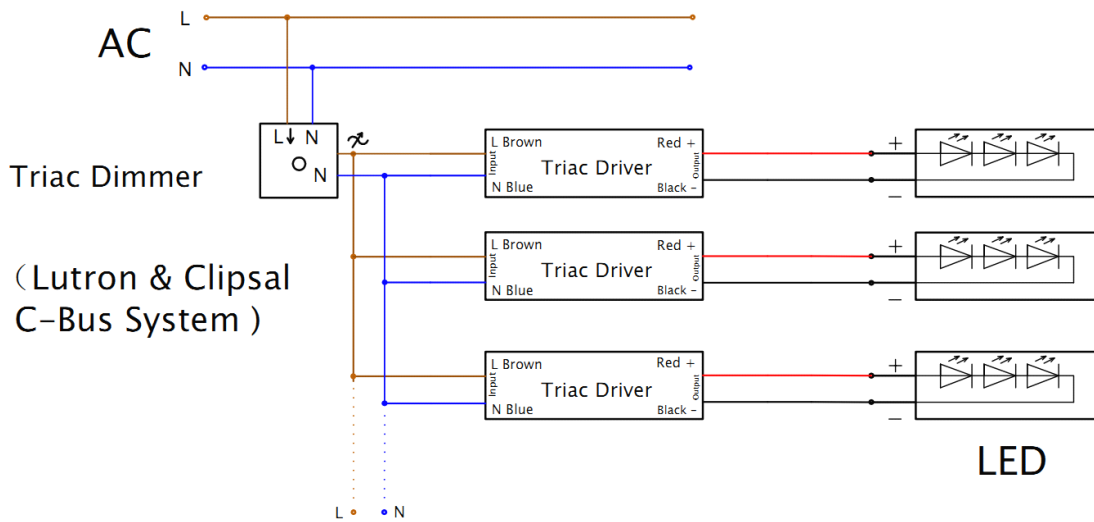 L
AC
N
L N
N
Triac Dimmer
(Lutron & Clipsal
C-Bus System )
L Brown
Input
N Blue
Triac Driver
Red +
Output
Black -
+
-
L Brown
Input
N Blue
Triac Driver
Red +
Output
Black -
+
-
L Brown
Input
N Blue
Triac Driver
Red +
Output
Black -
+
-
LED
L
N